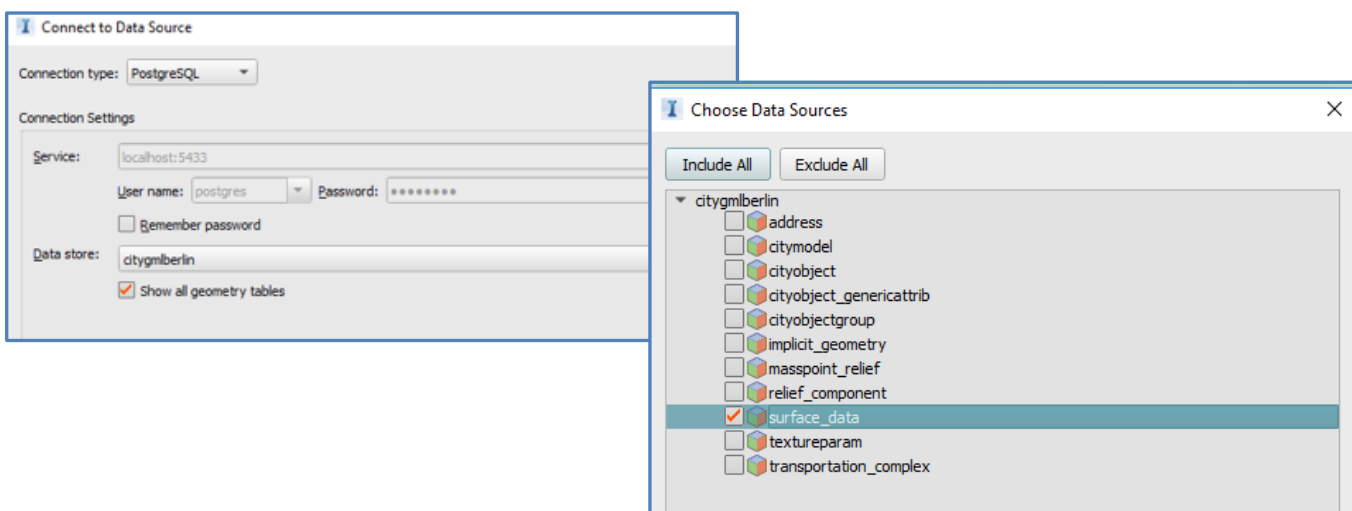 Connect to Data Source
Connection type: PostgreSQL
Connection Settings
Service: localhost:5433
User name: postgres Password: ●●●●●●●●
Remember password
Data store: citygmlberlin
Show all geometry tables
Choose Data Sources
Include All Exclude All
citygmlberlin
address
citymodel
cityobject
cityobject_genericattrib
cityobjectgroup
implicit_geometry
masspoint_relief
relief_component
surface_data
textureparam
transportation_complex